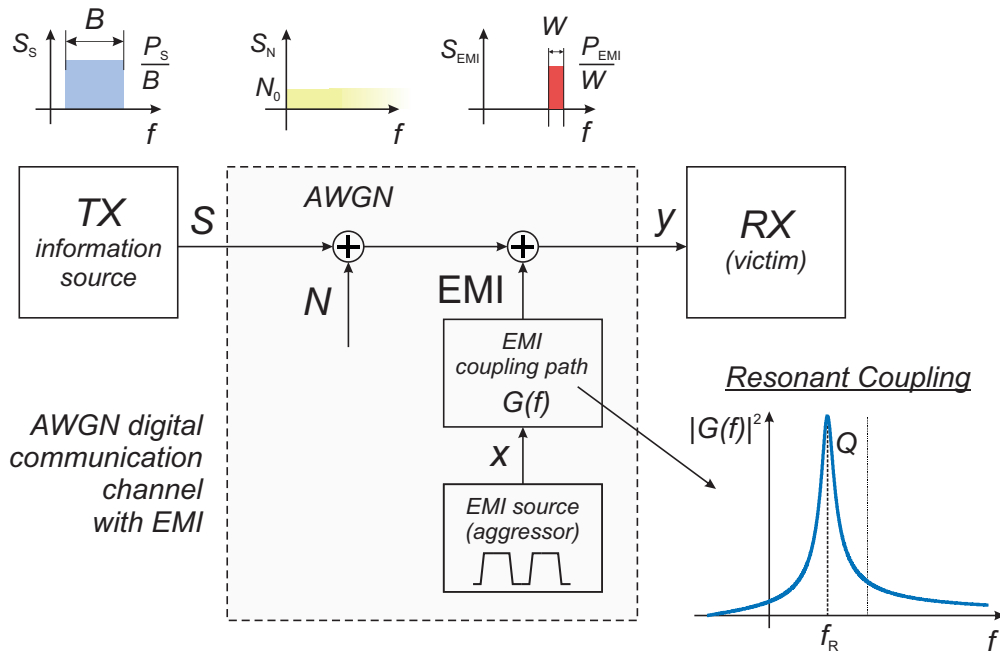 B
S_S
P_S
B
f
S_N
N_0
f
W
S_EMI
P_EMI
W
f
TX
information
source
S
AWGN
N
EMI
y
RX
(victim)
EMI
coupling path
G(f)
x
EMI source
(aggressor)
AWGN digital
communication
channel
with EMI
Resonant Coupling
|G(f)|²
Q
f_R
f